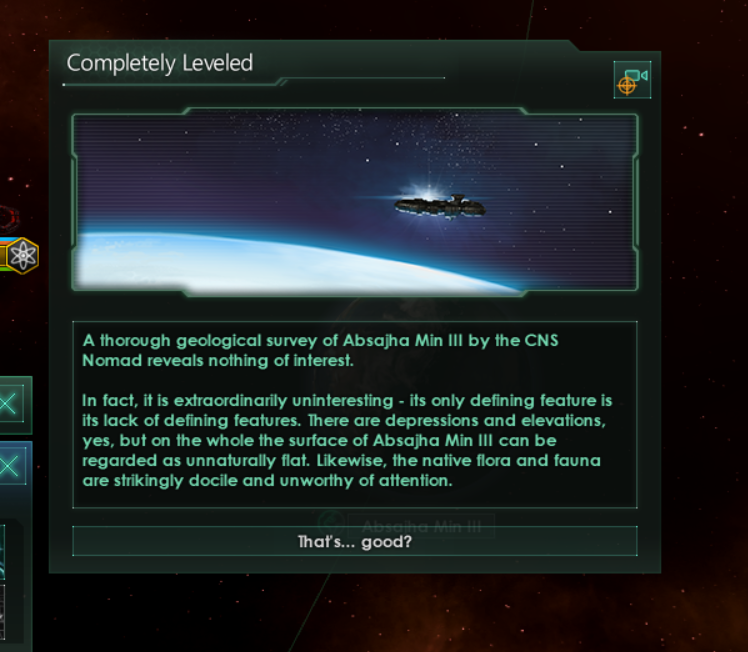 Completely Leveled
A thorough geological survey of Absajha Min III by the CNS
Nomad reveals nothing of interest.
In fact, it is extraordinarily uninteresting - its only defining feature is
its lack of defining features. There are depressions and elevations,
yes, but on the whole the surface of Absajha Min III can be
regarded as unnaturally flat. Likewise, the native flora and fauna
are strikingly docile and unworthy of attention.
Absajha Min III
That's... good?